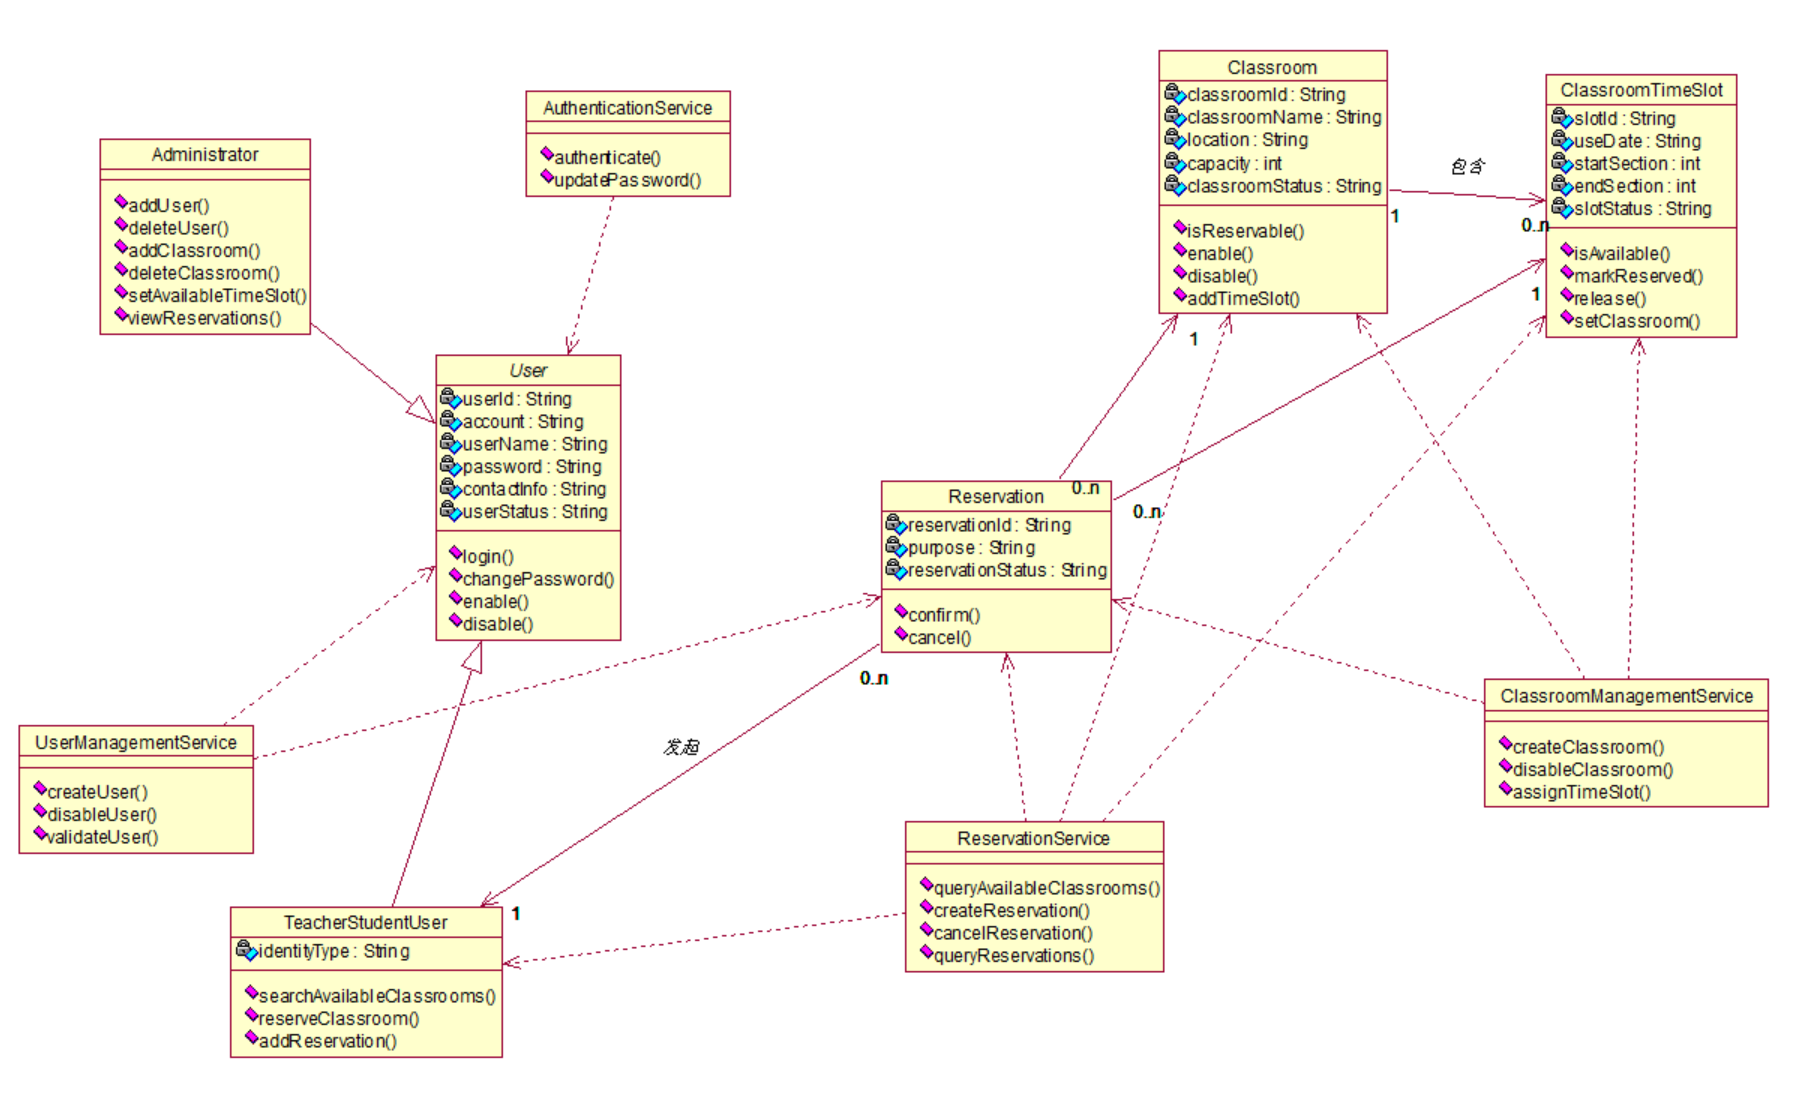 Administrator
addUser()
deleteUser()
addClassroom()
deleteClassroom()
setAvailableTimeSlot()
viewReservations()
AuthenticationService
authenticate()
updatePassword()
User
userId : String
account : String
userName : String
password : String
contactInfo : String
userStatus : String
login()
changePassword()
enable()
disable()
Classroom
classroomId : String
classroomName : String
location : String
capacity : int
classroomStatus : String
isReservable()
enable()
disable()
addTimeSlot()
包含
1
0..n
ClassroomTimeSlot
slotId : String
useDate : String
startSection : int
endSection : int
slotStatus : String
isAvailable()
markReserved()
release()
setClassroom()
1
1
0..n
0..n
Reservation
reservationId : String
purpose : String
reservationStatus : String
confirm()
cancel()
0..n
发起
1
UserManagementService
createUser()
disableUser()
validateUser()
TeacherStudentUser
identityType : String
searchAvailableClassrooms()
reserveClassroom()
addReservation()
ReservationService
queryAvailableClassrooms()
createReservation()
cancelReservation()
queryReservations()
ClassroomManagementService
createClassroom()
disableClassroom()
assignTimeSlot()